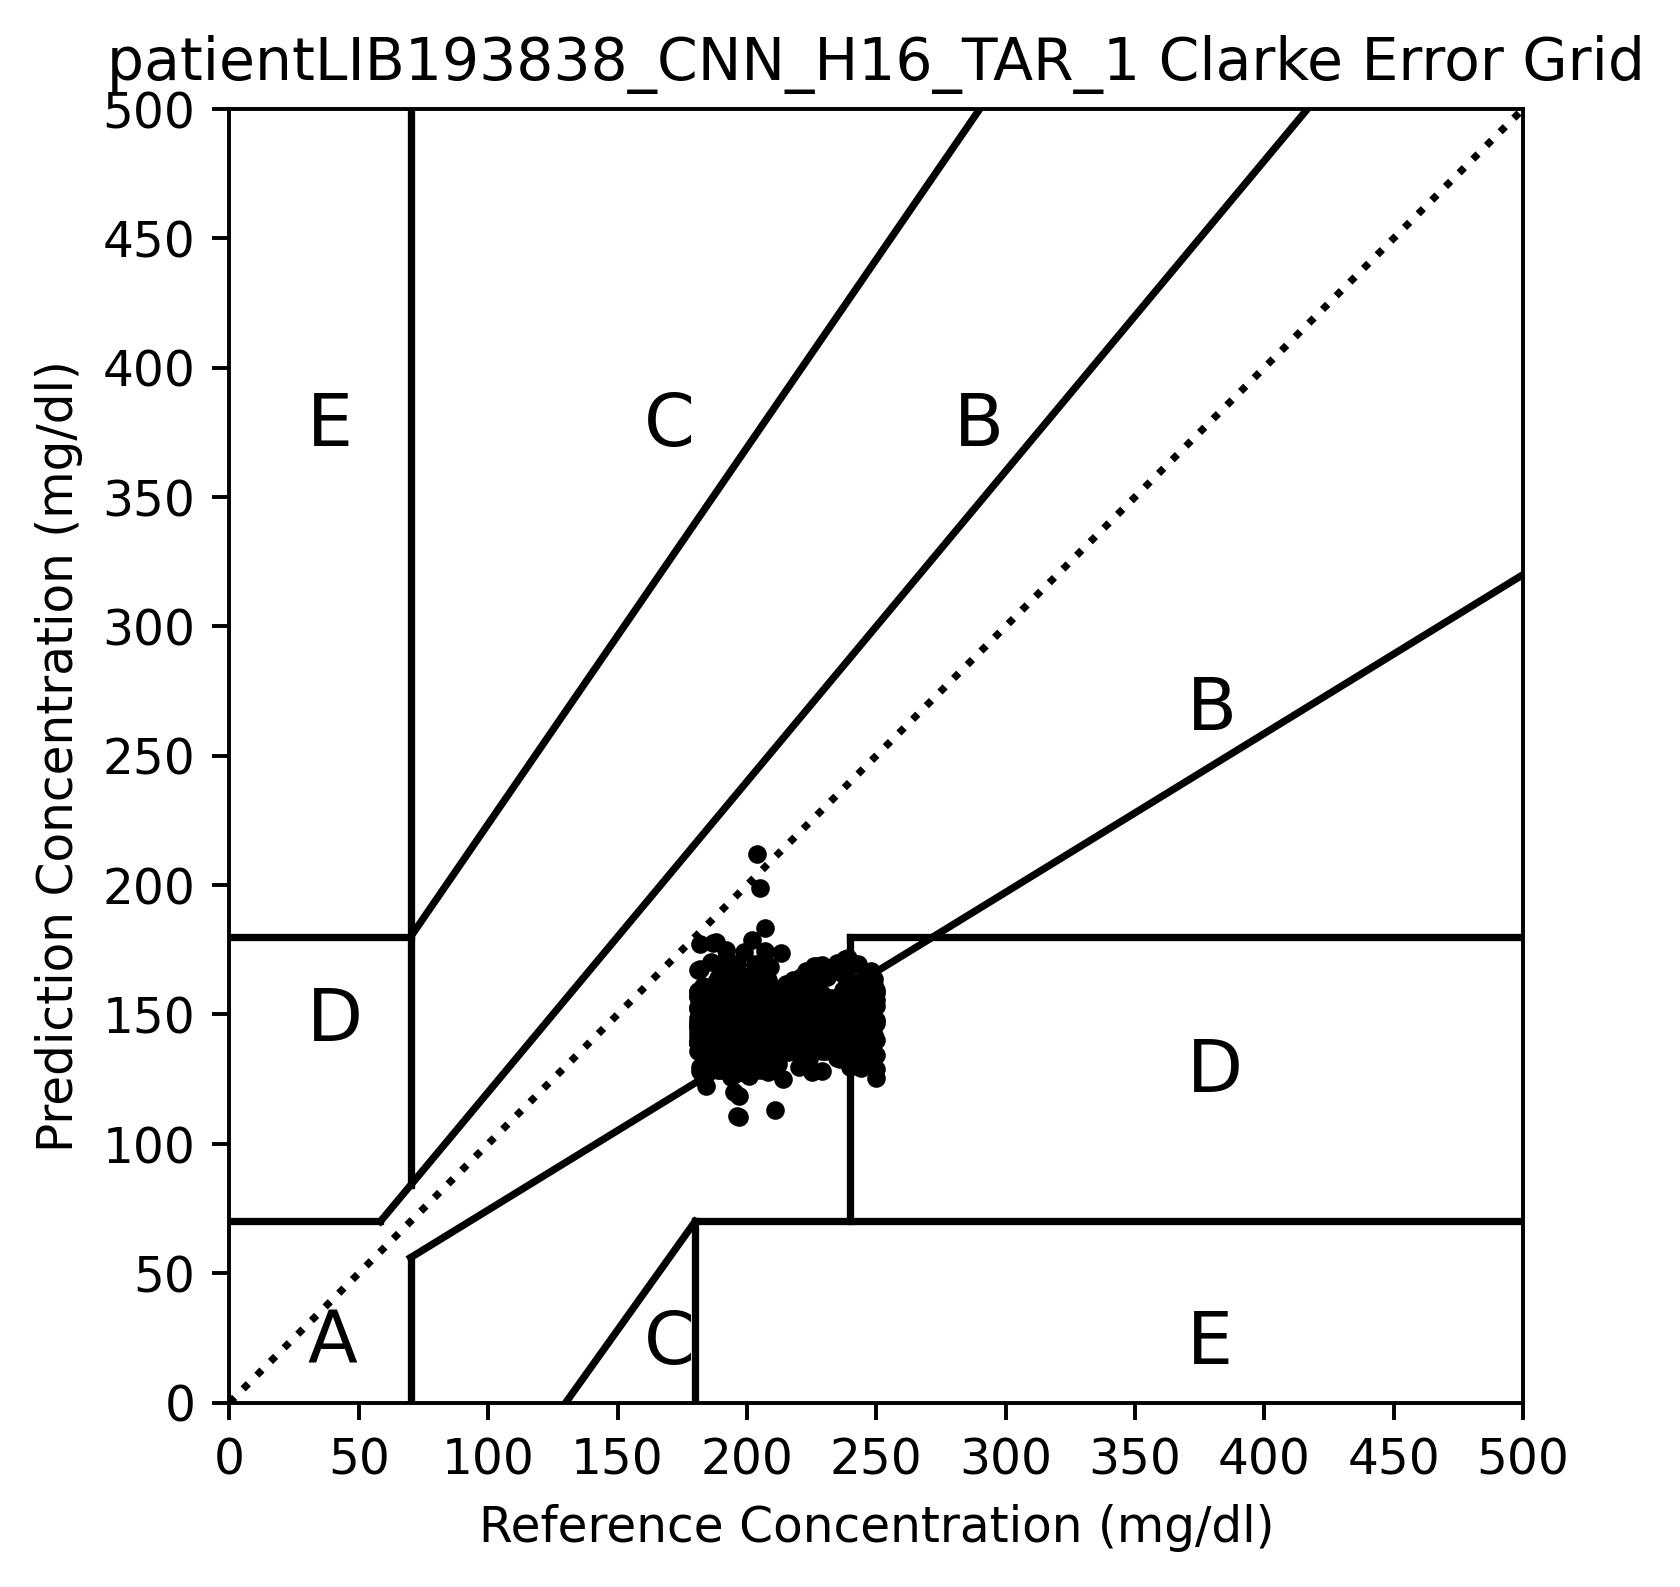 patientLIB193838_CNN_H16_TAR_1 Clarke Error Grid
Prediction Concentration (mg/dl)
500
450
400
350
300
250
200
150
100
50
0
E
C
B
B
D
D
A
C
E
0 50 100 150 200 250 300 350 400 450 500
Reference Concentration (mg/dl)